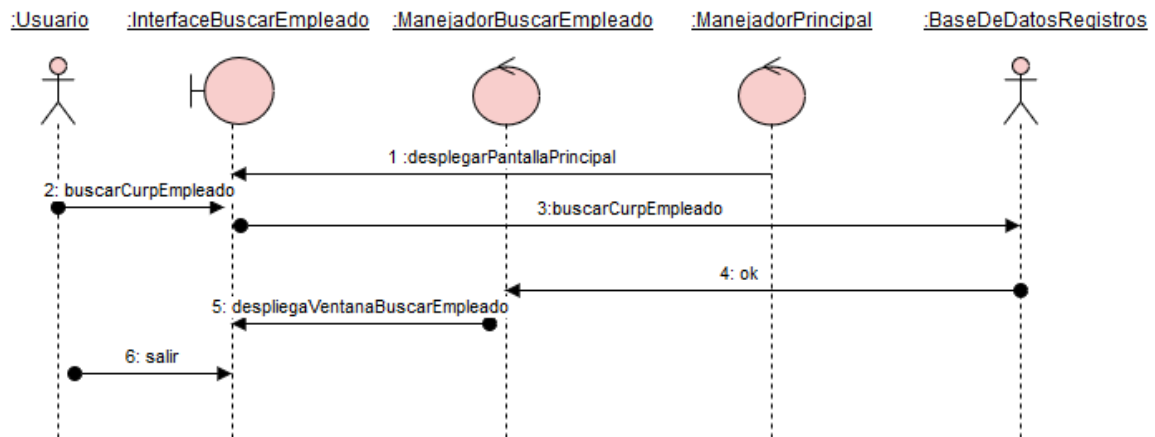 :Usuario
:InterfaceBuscarEmpleado
:ManejadorBuscarEmpleado
:ManejadorPrincipal
:BaseDeDatosRegistros
1 :desplegarPantallaPrincipal
2: buscarCurpEmpleado
3:buscarCurpEmpleado
4: ok
5: despliegaVentanaBuscarEmpleado
6: salir